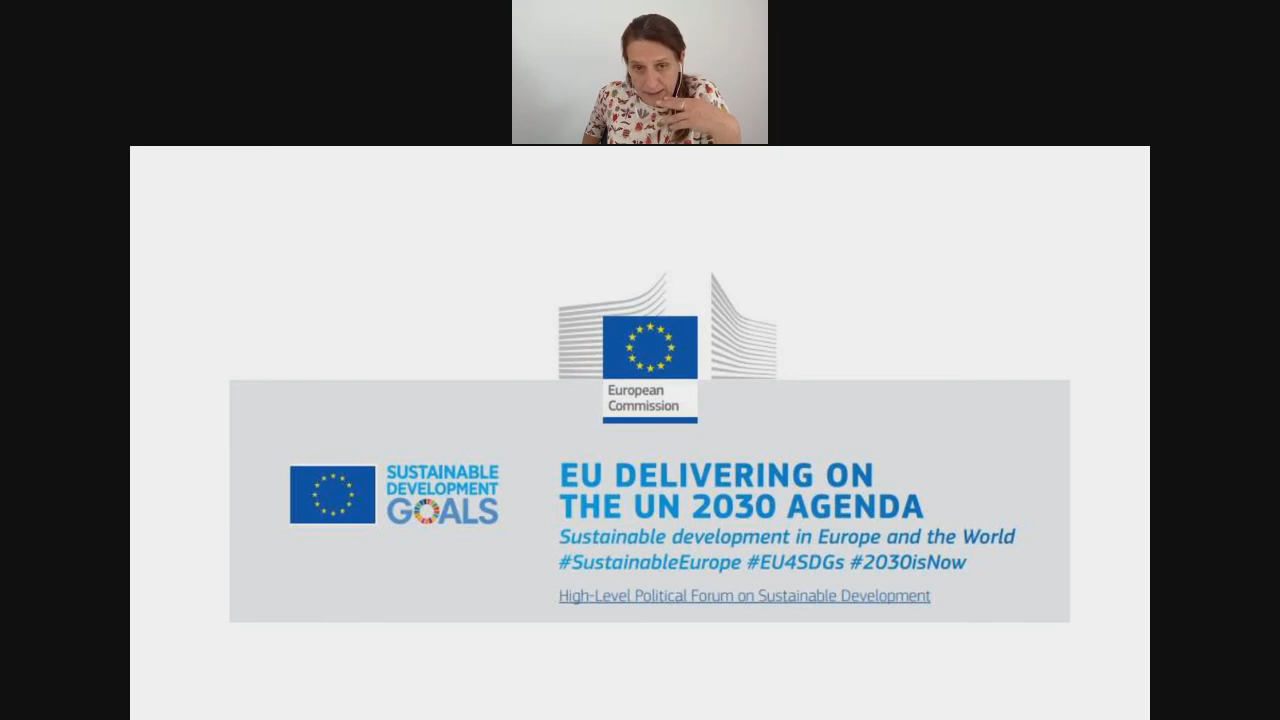 European
Commission
SUSTAINABLE
DEVELOPMENT
GOALS
EU DELIVERING ON
THE UN 2030 AGENDA
Sustainable development in Europe and the World
#SustainableEurope #EU4SDGs #2030isNow
High-Level Political Forum on Sustainable Development